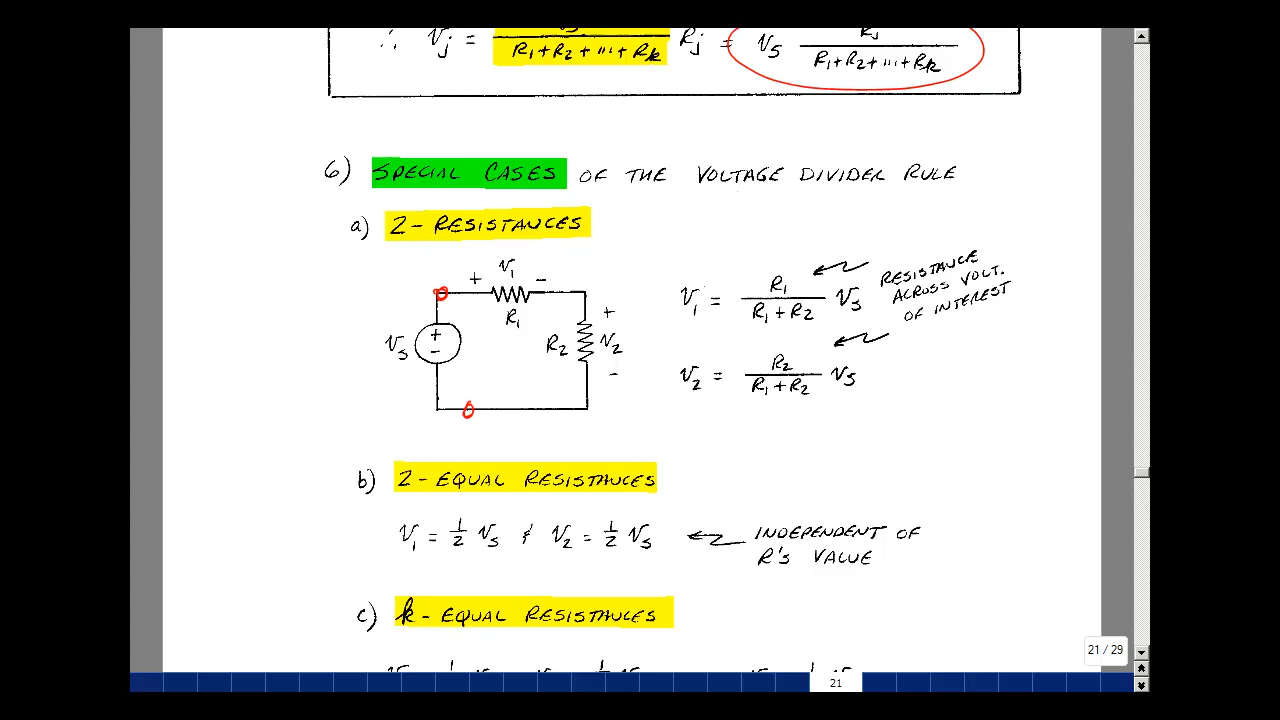 ∴ Vj = ───── Rj = VS Rj
R1+R2+...+Rk R1+R2+...+Rk
6) SPECIAL CASES OF THE VOLTAGE DIVIDER RULE
a) 2-RESISTANCES
V1
+ -
R1
VS
+
-
R2
+
V2
-
V1 = R1 / R1+R2 VS
RESISTANCE
ACROSS VOLT.
OF INTEREST
V2 = R2 / R1+R2 VS
b) 2-EQUAL RESISTANCES
V1 = 1/2 VS & V2 = 1/2 VS
INDEPENDENT OF
R'S VALUE
c) k-EQUAL RESISTANCES
21 / 29
21